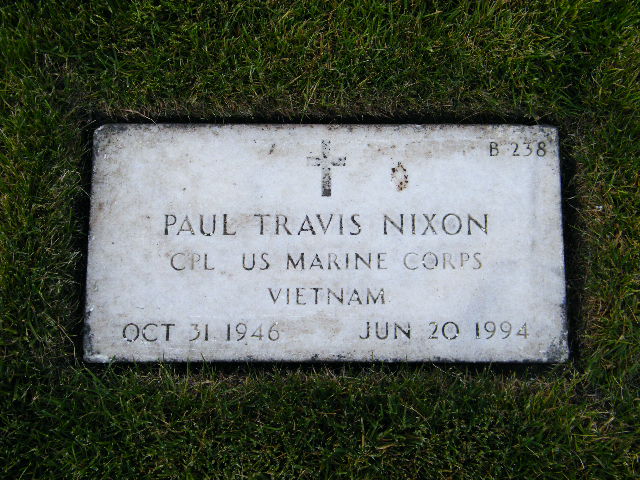 B 238
PAUL TRAVIS NIXON
CPL US MARINE CORPS
VIETNAM
OCT 31 1946 JUN 20 1994